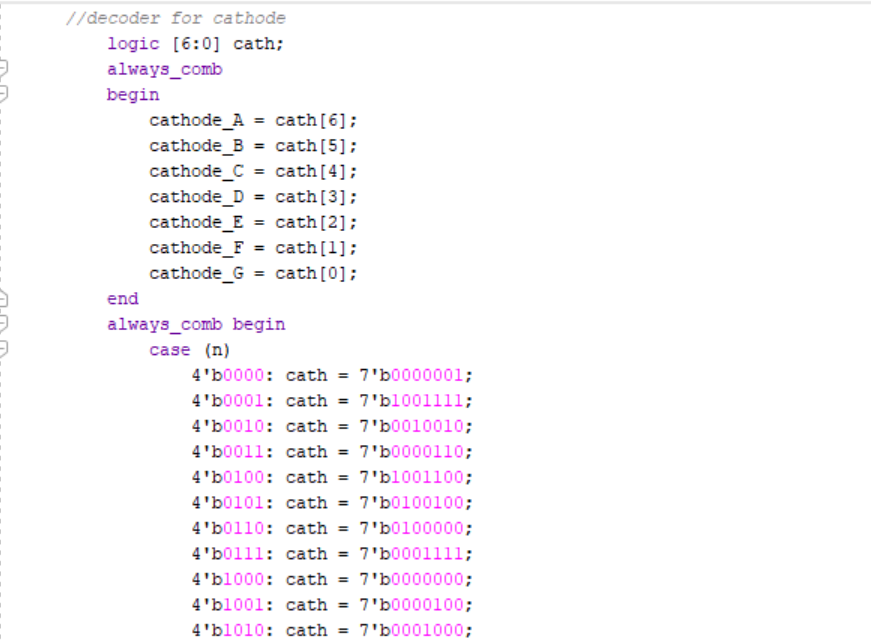 //decoder for cathode
logic [6:0] cath;
always_comb
begin
cathode_A = cath[6];
cathode_B = cath[5];
cathode_C = cath[4];
cathode_D = cath[3];
cathode_E = cath[2];
cathode_F = cath[1];
cathode_G = cath[0];
end
always_comb begin
case (n)
4'b0000: cath = 7'b0000001;
4'b0001: cath = 7'b1001111;
4'b0010: cath = 7'b0010010;
4'b0011: cath = 7'b0000110;
4'b0100: cath = 7'b1001100;
4'b0101: cath = 7'b0100100;
4'b0110: cath = 7'b0100000;
4'b0111: cath = 7'b0001111;
4'b1000: cath = 7'b0000000;
4'b1001: cath = 7'b0000100;
4'b1010: cath = 7'b0001000;